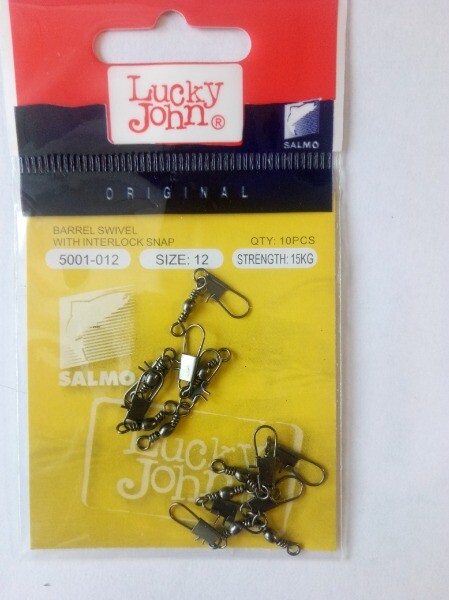 Lucky
John®
SALMO
ORIGINAL
BARREL SWIVEL
WITH INTERLOCK SNAP
QTY: 10PCS
5001-012
SIZE: 12
STRENGTH: 15KG
SALMO
Lucky
John